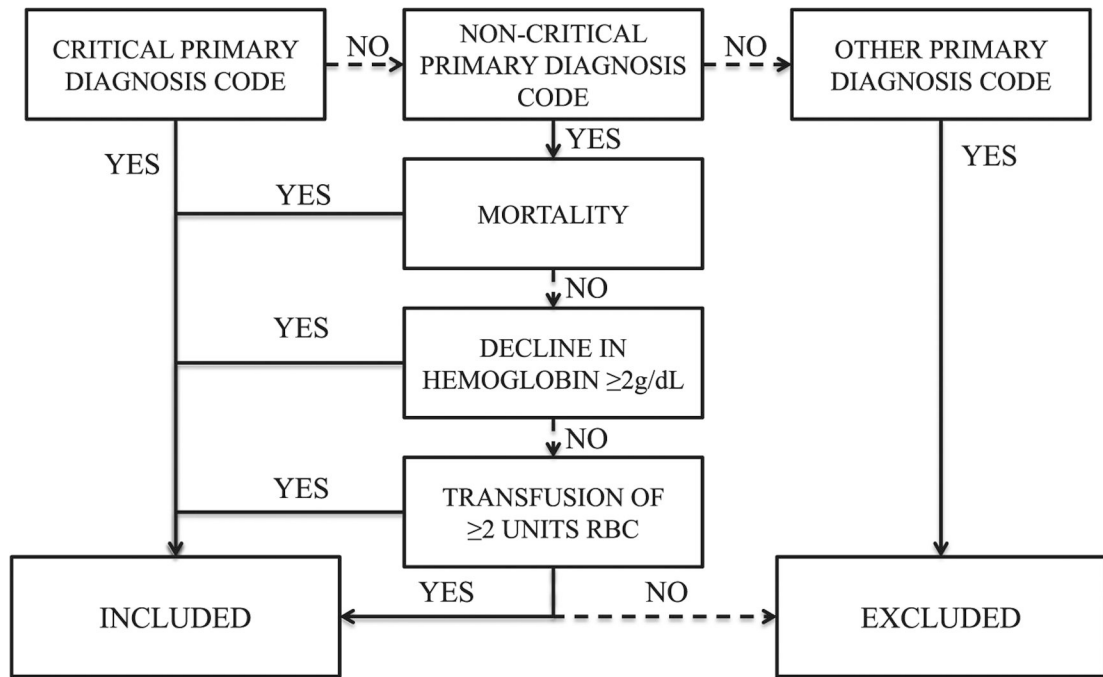 CRITICAL PRIMARY
DIAGNOSIS CODE
NO
NON-CRITICAL
PRIMARY DIAGNOSIS
CODE
NO
OTHER PRIMARY
DIAGNOSIS CODE
YES
YES
YES
YES
MORTALITY
NO
YES
DECLINE IN
HEMOGLOBIN ≥2g/dL
NO
YES
TRANSFUSION OF
≥2 UNITS RBC
YES
NO
INCLUDED
EXCLUDED